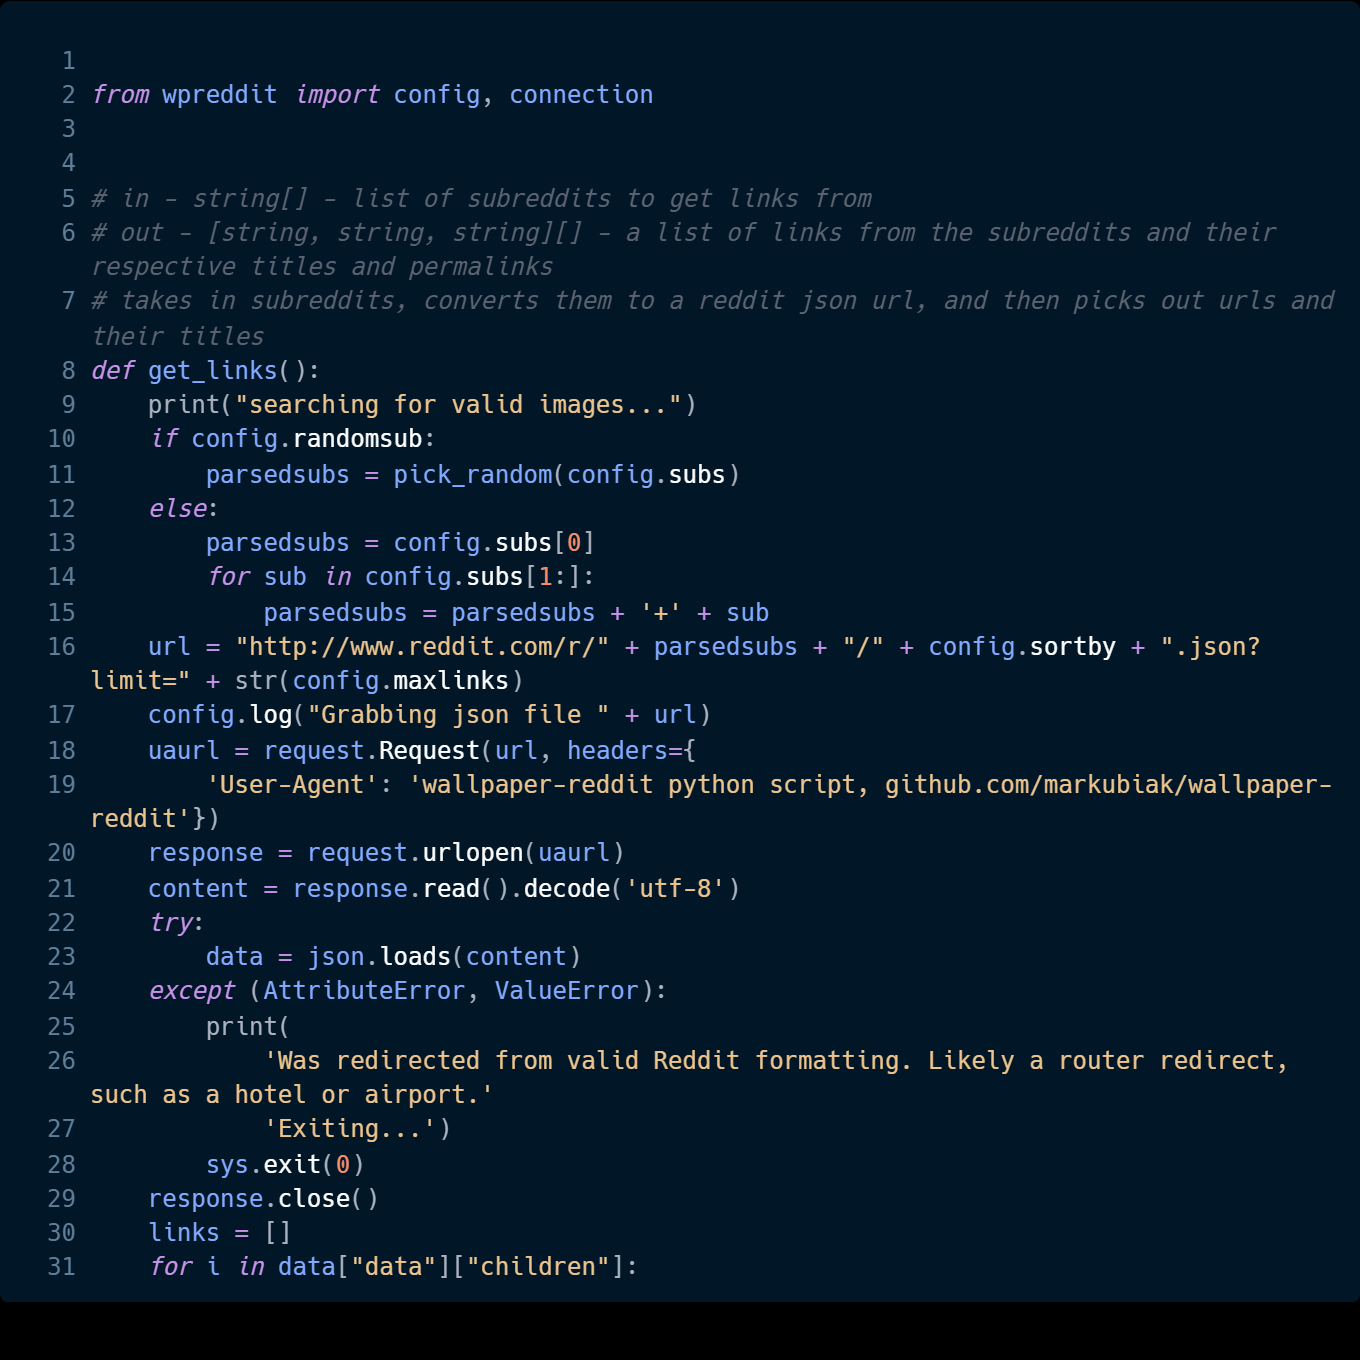 1
2 from wpreddit import config, connection
3
4
5 # in - string[] - list of subreddits to get links from
6 # out - [string, string, string][] - a list of links from the subreddits and their
respective titles and permalinks
7 # takes in subreddits, converts them to a reddit json url, and then picks out urls and
their titles
8 def get_links():
9     print("searching for valid images...")
10     if config.randomsub:
11         parsedsubs = pick_random(config.subs)
12     else:
13         parsedsubs = config.subs[0]
14         for sub in config.subs[1:]:
15             parsedsubs = parsedsubs + '+' + sub
16     url = "http://www.reddit.com/r/" + parsedsubs + "/" + config.sortby + ".json?
limit=" + str(config.maxlinks)
17     config.log("Grabbing json file " + url)
18     uaurl = request.Request(url, headers={
19         'User-Agent': 'wallpaper-reddit python script, github.com/markubiak/wallpaper-
reddit'})
20     response = request.urlopen(uaurl)
21     content = response.read().decode('utf-8')
22     try:
23         data = json.loads(content)
24     except (AttributeError, ValueError):
25         print(
26             'Was redirected from valid Reddit formatting. Likely a router redirect,
such as a hotel or airport.'
27             'Exiting...')
28         sys.exit(0)
29     response.close()
30     links = []
31     for i in data["data"]["children"]: